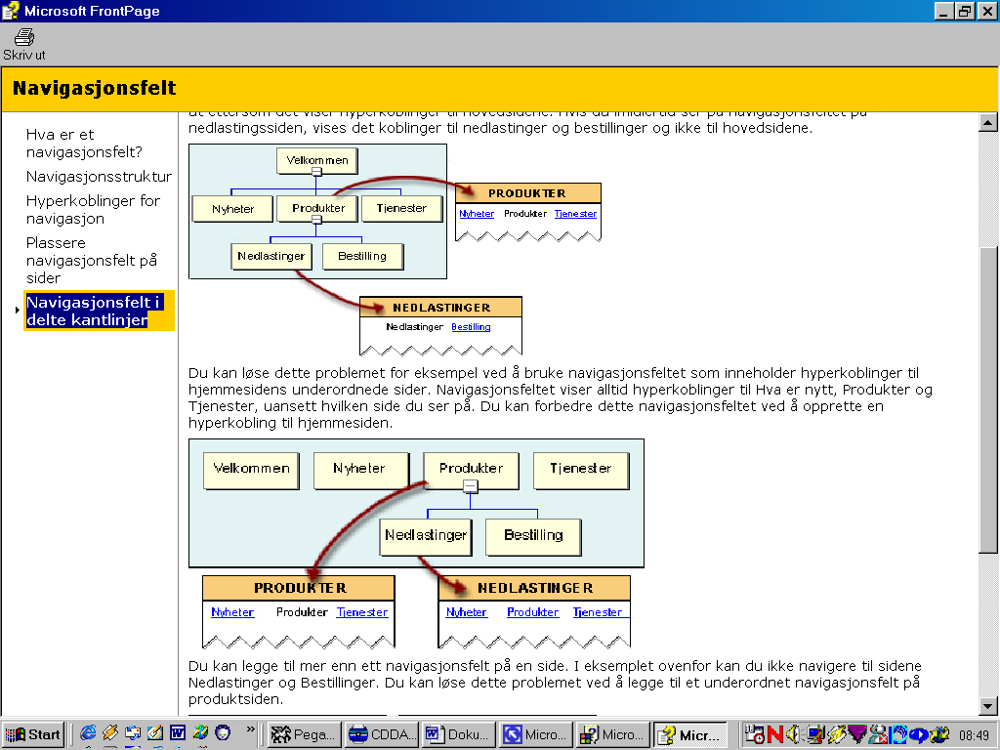 Microsoft FrontPage
Skriv ut
Navigasjonsfelt
Hva er et
navigasjonsfelt?
Navigasjonsstruktur
Hyperkoblinger for
navigasjon
Plassere
navigasjonsfelt på
sider
Navigasjonsfelt i
delte kantlinjer
at ettersom det viser hyperkoblinger til hovedsidene. Hvis du imidlertid ser på navigasjonsfeltet på
nedlastingssiden, vises det koblinger til nedlastinger og bestillinger og ikke til hovedsidene.
Velkommen
Nyheter Produkter Tjenester
Nedlastinger Bestilling
PRODUKTER
Nyheter Produkter Tjenester
NEDLASTINGER
Nedlastinger Bestilling
Du kan løse dette problemet for eksempel ved å bruke navigasjonsfeltet som inneholder hyperkoblinger til
hjemmesidens underordnede sider. Navigasjonsfeltet viser alltid hyperkoblinger til Hva er nytt, Produkter og
Tjenester, uansett hvilken side du ser på. Du kan forbedre dette navigasjonsfeltet ved å opprette en
hyperkobling til hjemmesiden.
Velkommen Nyheter Produkter Tjenester
Nedlastinger Bestilling
PRODUKTER
Nyheter Produkter Tjenester
NEDLASTINGER
Nyheter Produkter Tjenester
Du kan legge til mer enn ett navigasjonsfelt på en side. I eksemplet ovenfor kan du ikke navigere til sidene
Nedlastinger og Bestillinger. Du kan løse dette problemet ved å legge til et underordnet navigasjonsfelt på
produktsiden.
Start » Pega... CDDA... Doku... Micro... Micro... Micr... 08:49